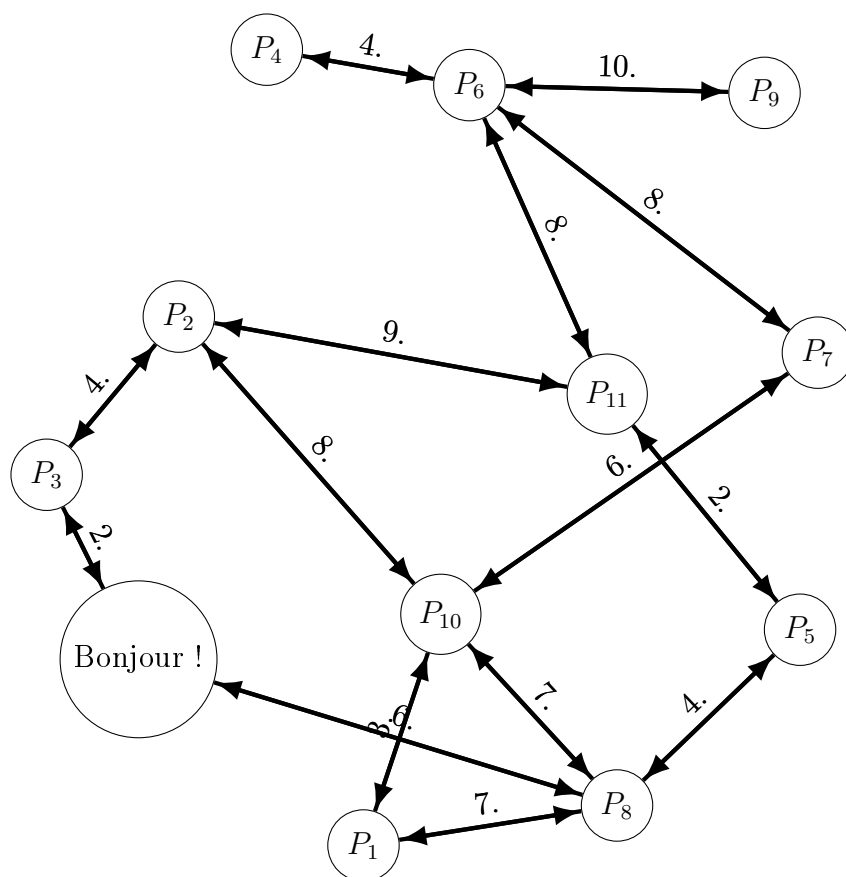 P₄
4.
P₆
10.
P₉
8.
8.
P₂
9.
P₇
4.
P₁₁
8.
6.
P₃
2.
2.
P₁₀
P₅
Bonjour !
7.
4.
3.
6.
7.
P₈
P₁